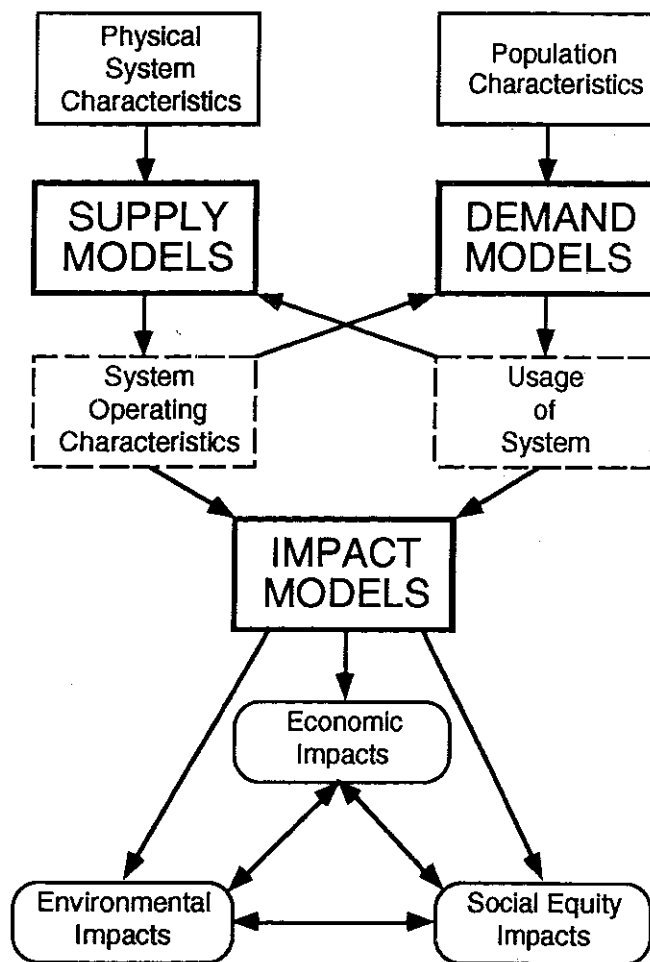 Physical
System
Characteristics
Population
Characteristics
SUPPLY
MODELS
DEMAND
MODELS
System
Operating
Characteristics
Usage
of
System
IMPACT
MODELS
Economic
Impacts
Environmental
Impacts
Social Equity
Impacts